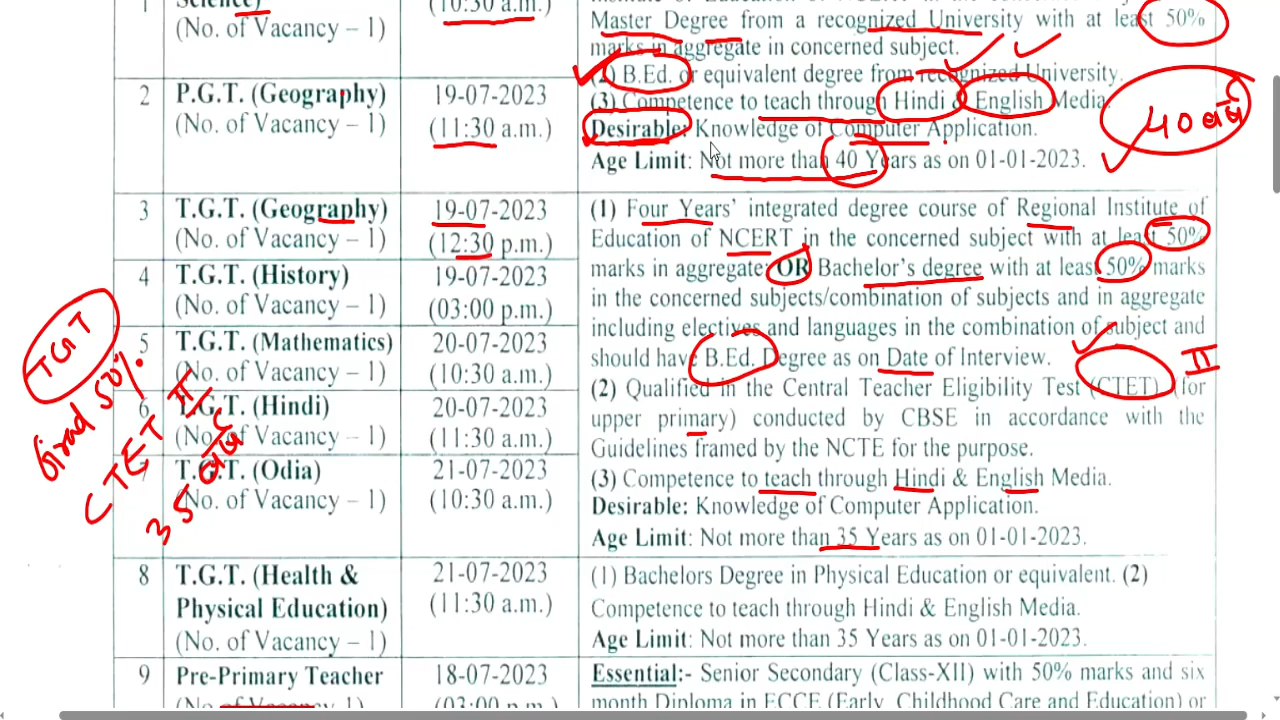 1
Science)
(No. of Vacancy – 1)
(10:30 a.m.)
Master Degree from a recognized University with at least 50%
marks in aggregate in concerned subject.
(2) B.Ed. or equivalent degree from recognized University.
(3) Competence to teach through Hindi & English Media.
Desirable: Knowledge of Computer Application.
Age Limit: Not more than 40 Years as on 01-01-2023.
2
P.G.T. (Geography)
(No. of Vacancy – 1)
19-07-2023
(11:30 a.m.)
40 वर्ष
3
T.G.T. (Geography)
(No. of Vacancy – 1)
19-07-2023
(12:30 p.m.)
4
T.G.T. (History)
(No. of Vacancy – 1)
19-07-2023
(03:00 p.m.)
5
T.G.T. (Mathematics)
(No. of Vacancy – 1)
20-07-2023
(10:30 a.m.)
6
T.G.T. (Hindi)
(No. of Vacancy – 1)
20-07-2023
(11:30 a.m.)
7
T.G.T. (Odia)
(No. of Vacancy – 1)
21-07-2023
(10:30 a.m.)
(1) Four Years' integrated degree course of Regional Institute of
Education of NCERT in the concerned subject with at least 50%
marks in aggregate OR Bachelor's degree with at least 50% marks
in the concerned subjects/combination of subjects and in aggregate
including electives and languages in the combination of subject and
should have B.Ed. Degree as on Date of Interview.
(2) Qualified in the Central Teacher Eligibility Test (CTET) (for
upper primary) conducted by CBSE in accordance with the
Guidelines framed by the NCTE for the purpose.
(3) Competence to teach through Hindi & English Media.
Desirable: Knowledge of Computer Application.
Age Limit: Not more than 35 Years as on 01-01-2023.
II
TGT
Grad 50%.
CTET II
35 वर्ष
8
T.G.T. (Health &
Physical Education)
(No. of Vacancy – 1)
21-07-2023
(11:30 a.m.)
(1) Bachelors Degree in Physical Education or equivalent. (2)
Competence to teach through Hindi & English Media.
Age Limit: Not more than 35 Years as on 01-01-2023.
9
Pre-Primary Teacher
(No. of Vacancy 1)
18-07-2023
(03:00 p.m.)
Essential:- Senior Secondary (Class-XII) with 50% marks and six
month Diploma in ECCE (Early Childhood Care and Education) or